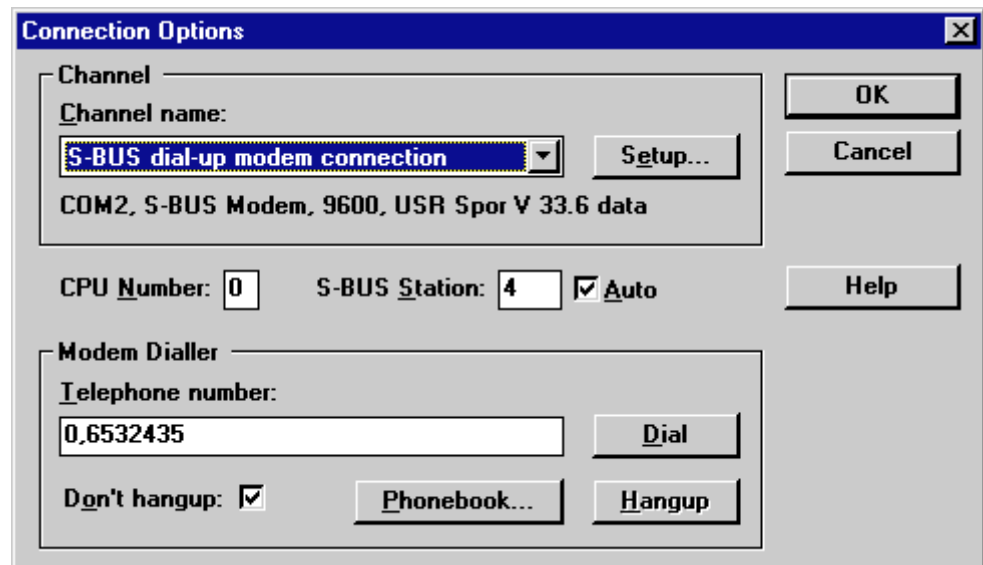 Connection Options
Channel
Channel name:
S-BUS dial-up modem connection
Setup...
COM2, S-BUS Modem, 9600, USR Spor V 33.6 data
OK
Cancel
CPU Number: 0 S-BUS Station: 4 Auto
Help
Modem Dialler
Telephone number:
0,6532435
Dial
Don't hangup:
Phonebook...
Hangup